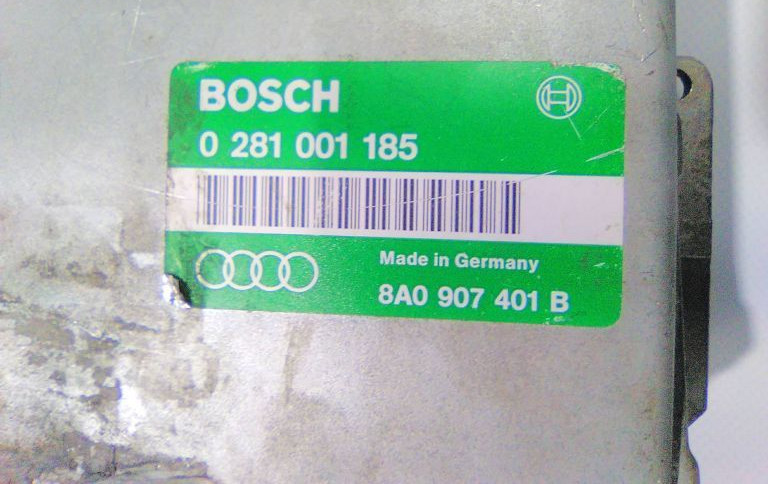 BOSCH
0 281 001 185
Made in Germany
8A0 907 401 B